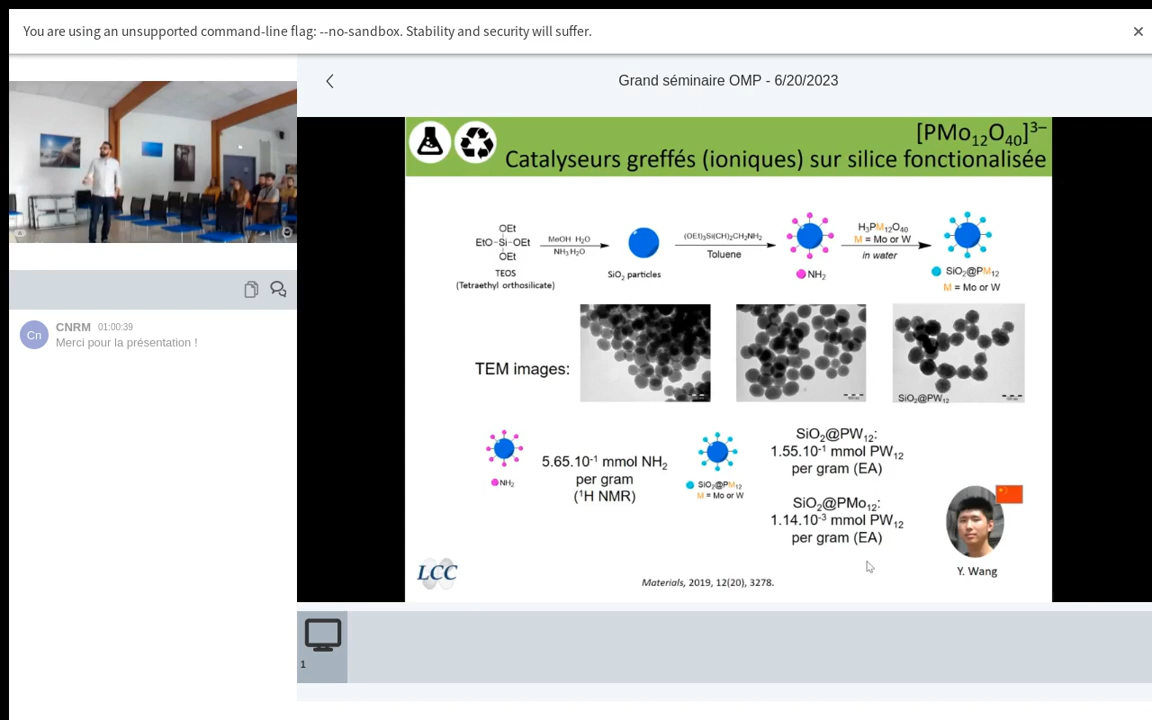 You are using an unsupported command-line flag: --no-sandbox. Stability and security will suffer.
Grand séminaire OMP - 6/20/2023
[PMo12O40]3–
Catalyseurs greffés (ioniques) sur silice fonctionalisée
OEt
EtO-Si-OEt
OEt
TEOS
(Tetraethyl orthosilicate)
MeOH H2O
NH3 H2O
SiO2 particles
(OEt)3Si(CH2)CH2NH2
Toluene
NH2
H3PM12O40
M = Mo or W
in water
SiO2@PM12
M = Mo or W
TEM images:
SiO2@PW12
NH2
5.65.10-1 mmol NH2
per gram
(1H NMR)
SiO2@PM12
M = Mo or W
SiO2@PW12:
1.55.10-1 mmol PW12
per gram (EA)
SiO2@PMo12:
1.14.10-3 mmol PW12
per gram (EA)
Y. Wang
LCC
Materials, 2019, 12(20), 3278.
Cn
CNRM 01:00:39
Merci pour la présentation !
1